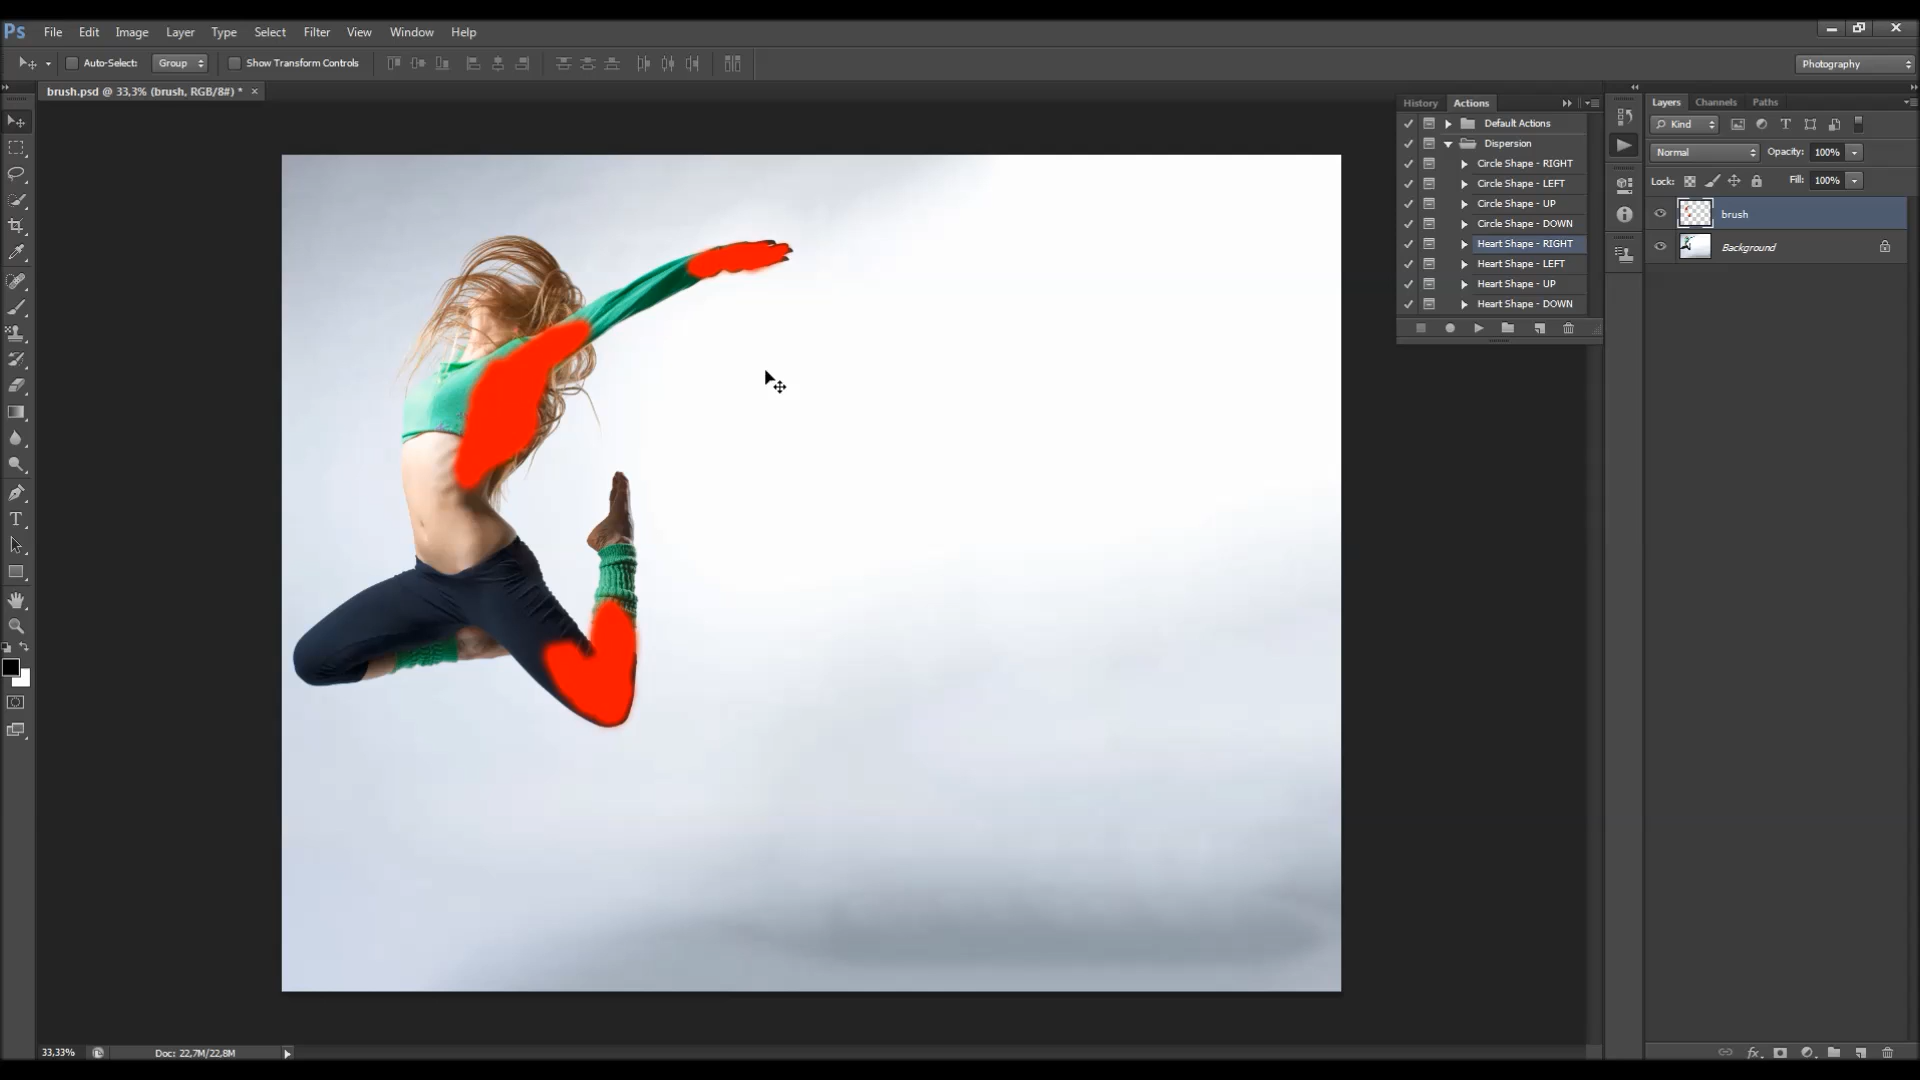 Ps File Edit Image Layer Type Select Filter View Window Help
Auto-Select: Group Show Transform Controls Photography
brush.psd @ 33,3% (brush, RGB/8#) * ×
History Actions
Default Actions
Dispersion
Circle Shape - RIGHT
Circle Shape - LEFT
Circle Shape - UP
Circle Shape - DOWN
Heart Shape - RIGHT
Heart Shape - LEFT
Heart Shape - UP
Heart Shape - DOWN
Layers Channels Paths
Kind
Normal Opacity: 100%
Lock: Fill: 100%
brush
Background
33,33% Doc: 22,7M/22,8M